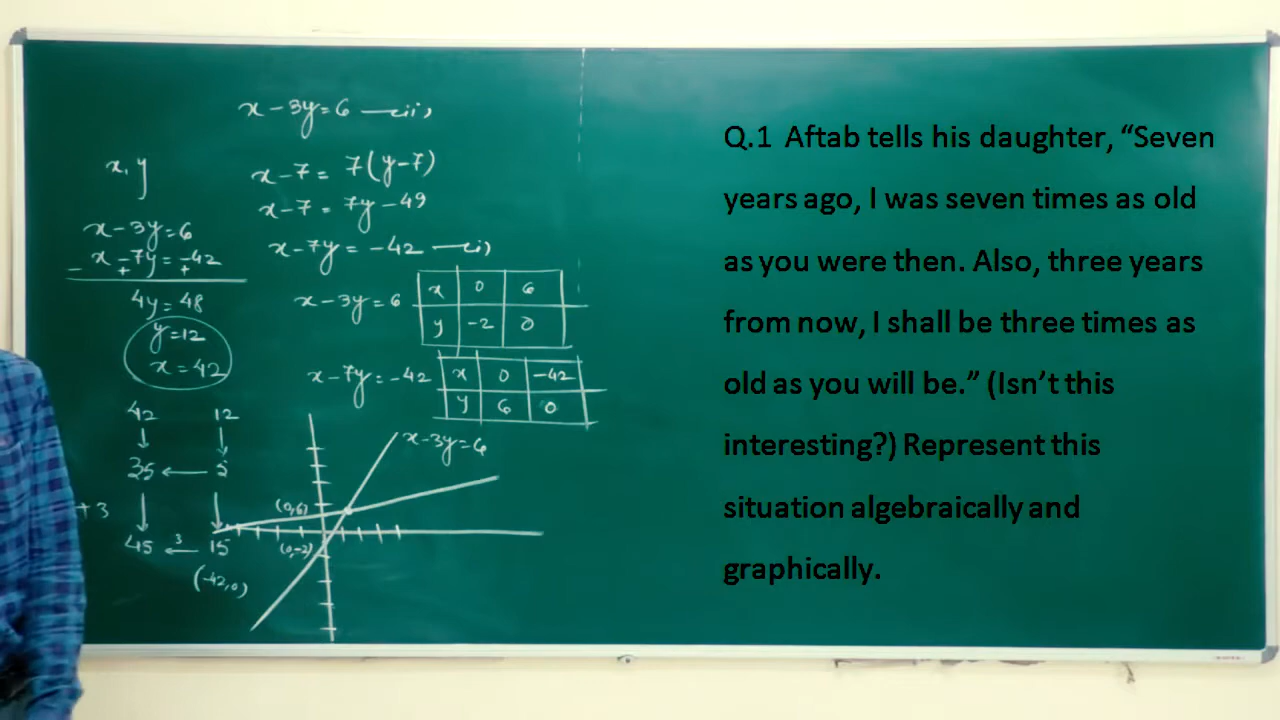 x - 3y = 6 —(ii)
x, y
x - 7 = 7(y-7)
x - 7 = 7y - 49
x - 7y = -42 —(i)
x - 3y = 6
x - 7y = -42
- + +
4y = 48
y = 12
x = 42
x - 3y = 6
x 0 6
y -2 0
x - 7y = -42
x 0 -42
y 6 0
42 12
35 ← 5
+ 3
45 ← 3 15
(-42,0)
x - 3y = 6
(0,6)
(0,-2)
Q.1 Aftab tells his daughter, “Seven
years ago, I was seven times as old
as you were then. Also, three years
from now, I shall be three times as
old as you will be.” (Isn’t this
interesting?) Represent this
situation algebraically and
graphically.